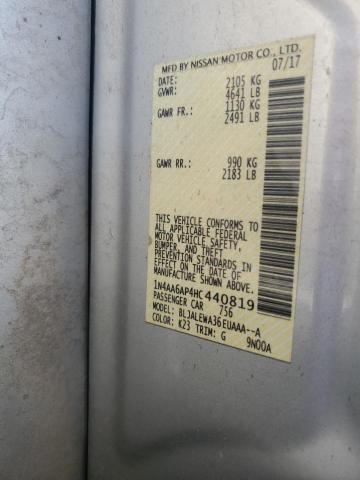 MFD BY NISSAN MOTOR CO., LTD.
07/17
DATE: 2105 KG
GVWR: 4641 LB
GAWR FR.: 1130 KG
2491 LB
GAWR RR.: 990 KG
2183 LB
THIS VEHICLE CONFORMS TO
ALL APPLICABLE FEDERAL
MOTOR VEHICLE SAFETY,
BUMPER, AND THEFT
PREVENTION STANDARDS IN
EFFECT ON THE DATE OF
MANUFACTURE SHOWN ABOVE.
1N4AA6AP4HC440819
PASSENGER CAR 756
MODEL: BLJALEWA36EUAAA--A
COLOR: K23 TRIM: G 9N00A